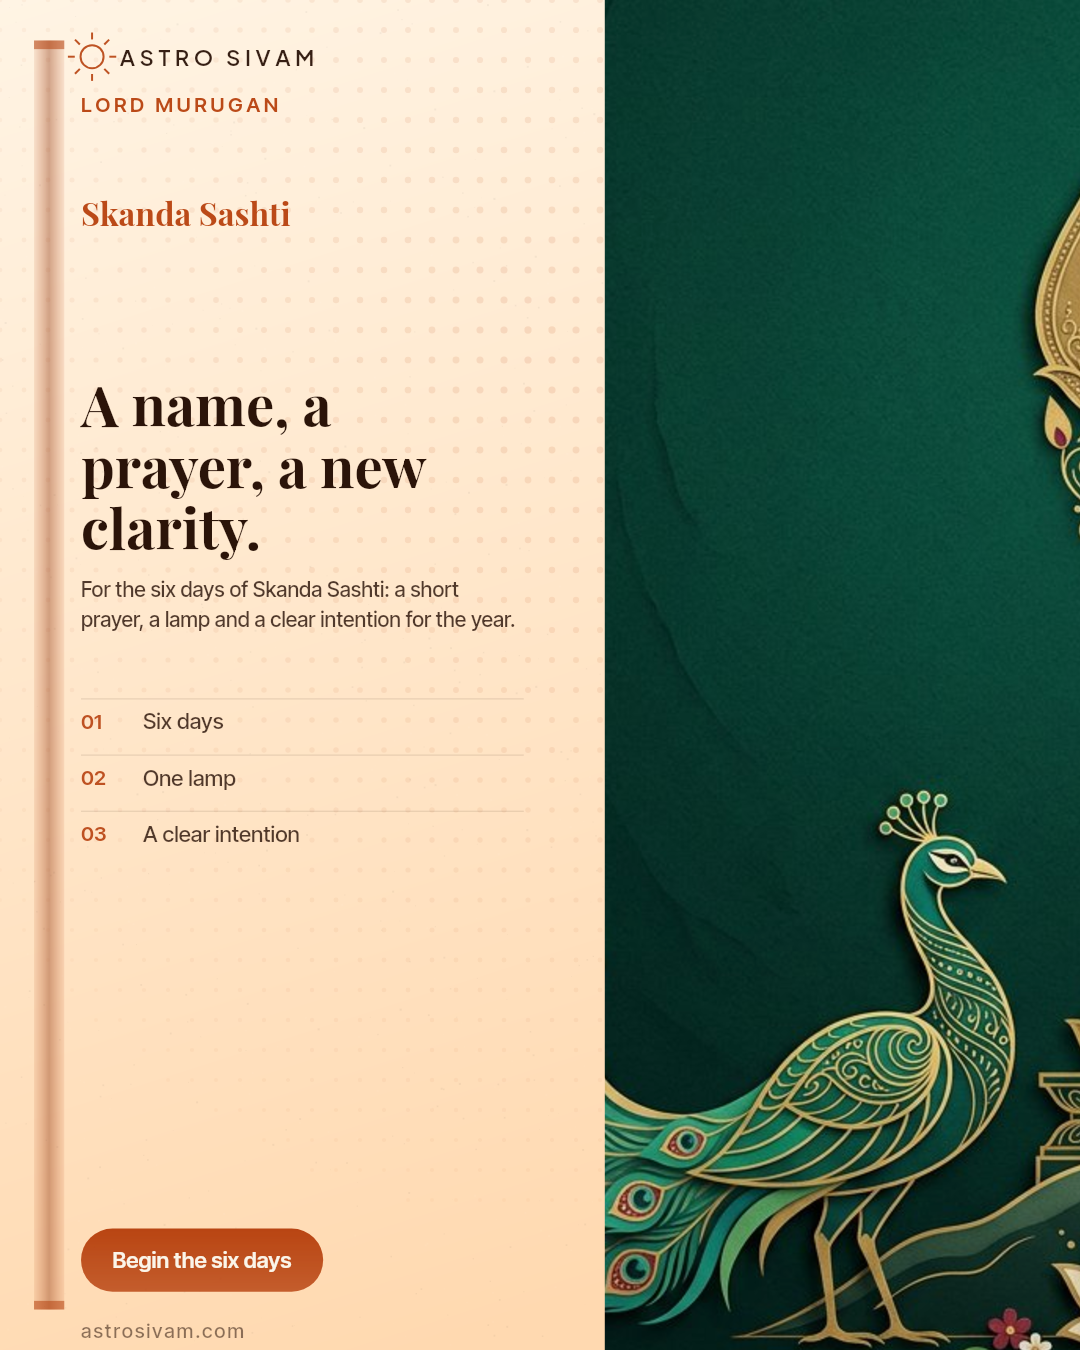 ASTRO SIVAM
LORD MURUGAN
Skanda Sashti
A name, a
prayer, a new
clarity.
For the six days of Skanda Sashti: a short
prayer, a lamp and a clear intention for the year.
01 Six days
02 One lamp
03 A clear intention
Begin the six days
astrosivam.com